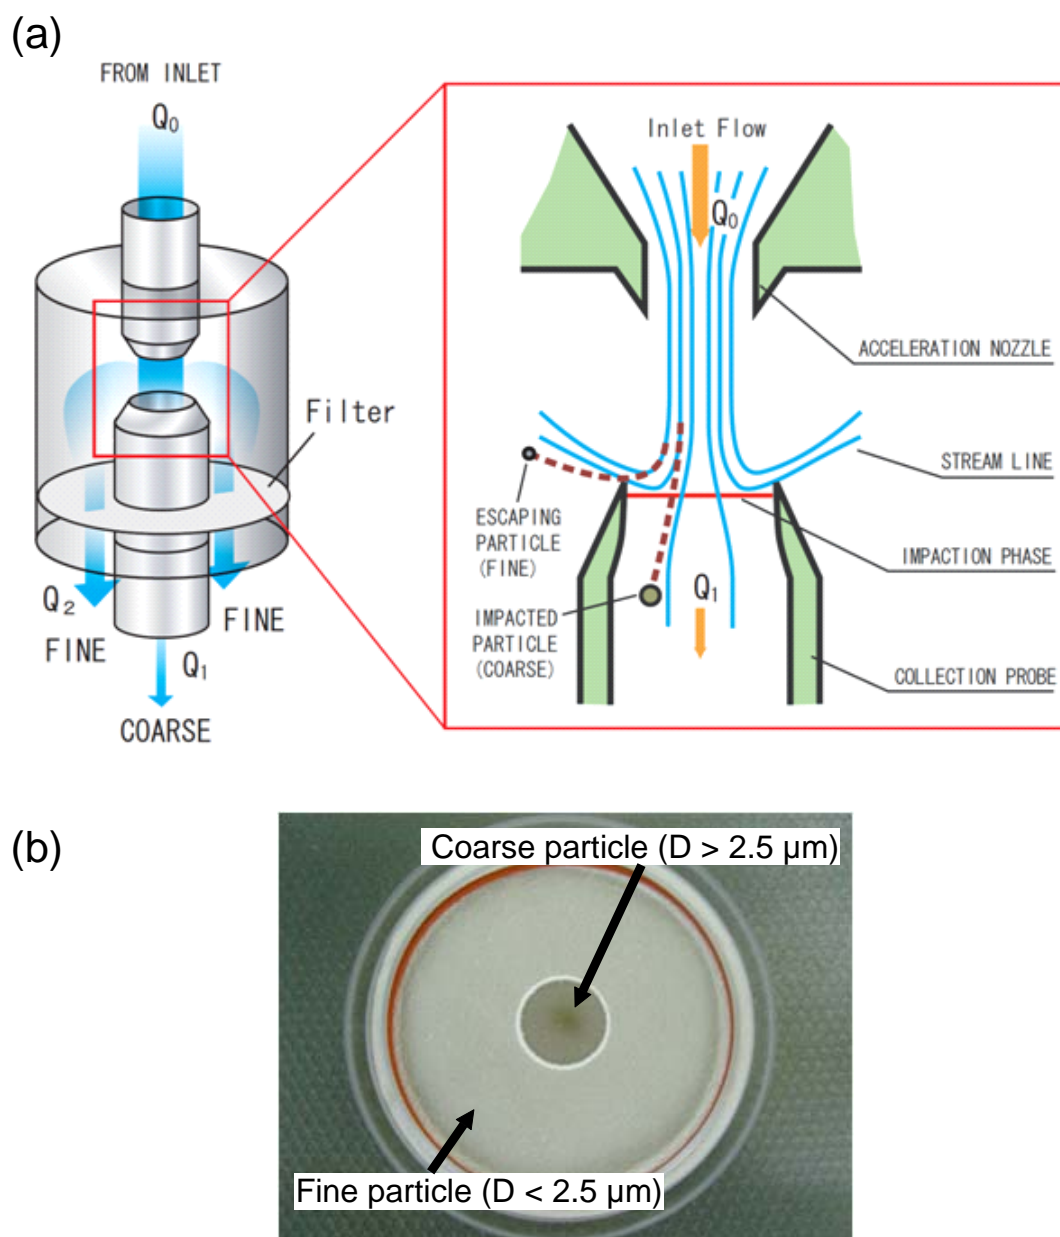 (a)
FROM INLET
Q₀
Filter
Q₂
FINE
FINE
Q₁
COARSE
Inlet Flow
Q₀
ACCELERATION NOZZLE
STREAM LINE
ESCAPING
PARTICLE
(FINE)
IMPACTION PHASE
IMPACTED
PARTICLE
(COARSE)
Q₁
COLLECTION PROBE
(b)
Coarse particle (D > 2.5 µm)
Fine particle (D < 2.5 µm)